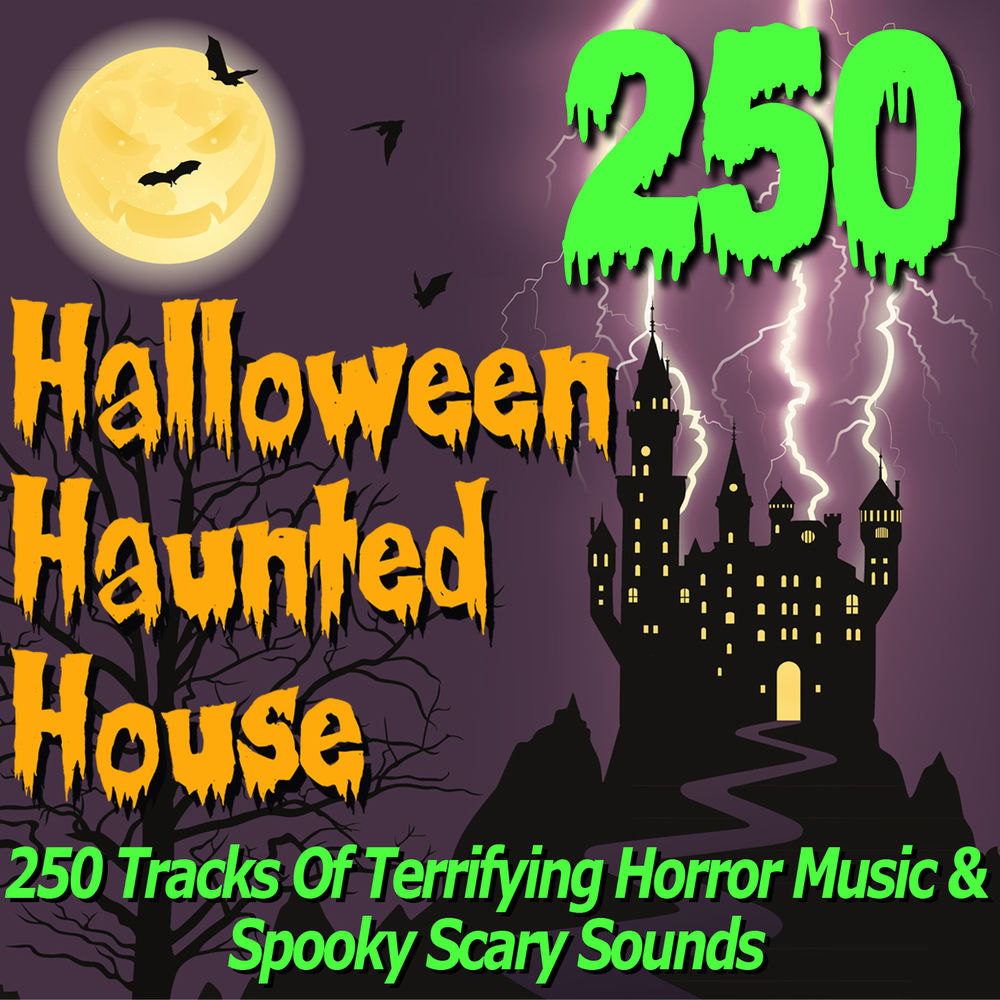 250
Halloween
Haunted
House
250 Tracks Of Terrifying Horror Music &
Spooky Scary Sounds